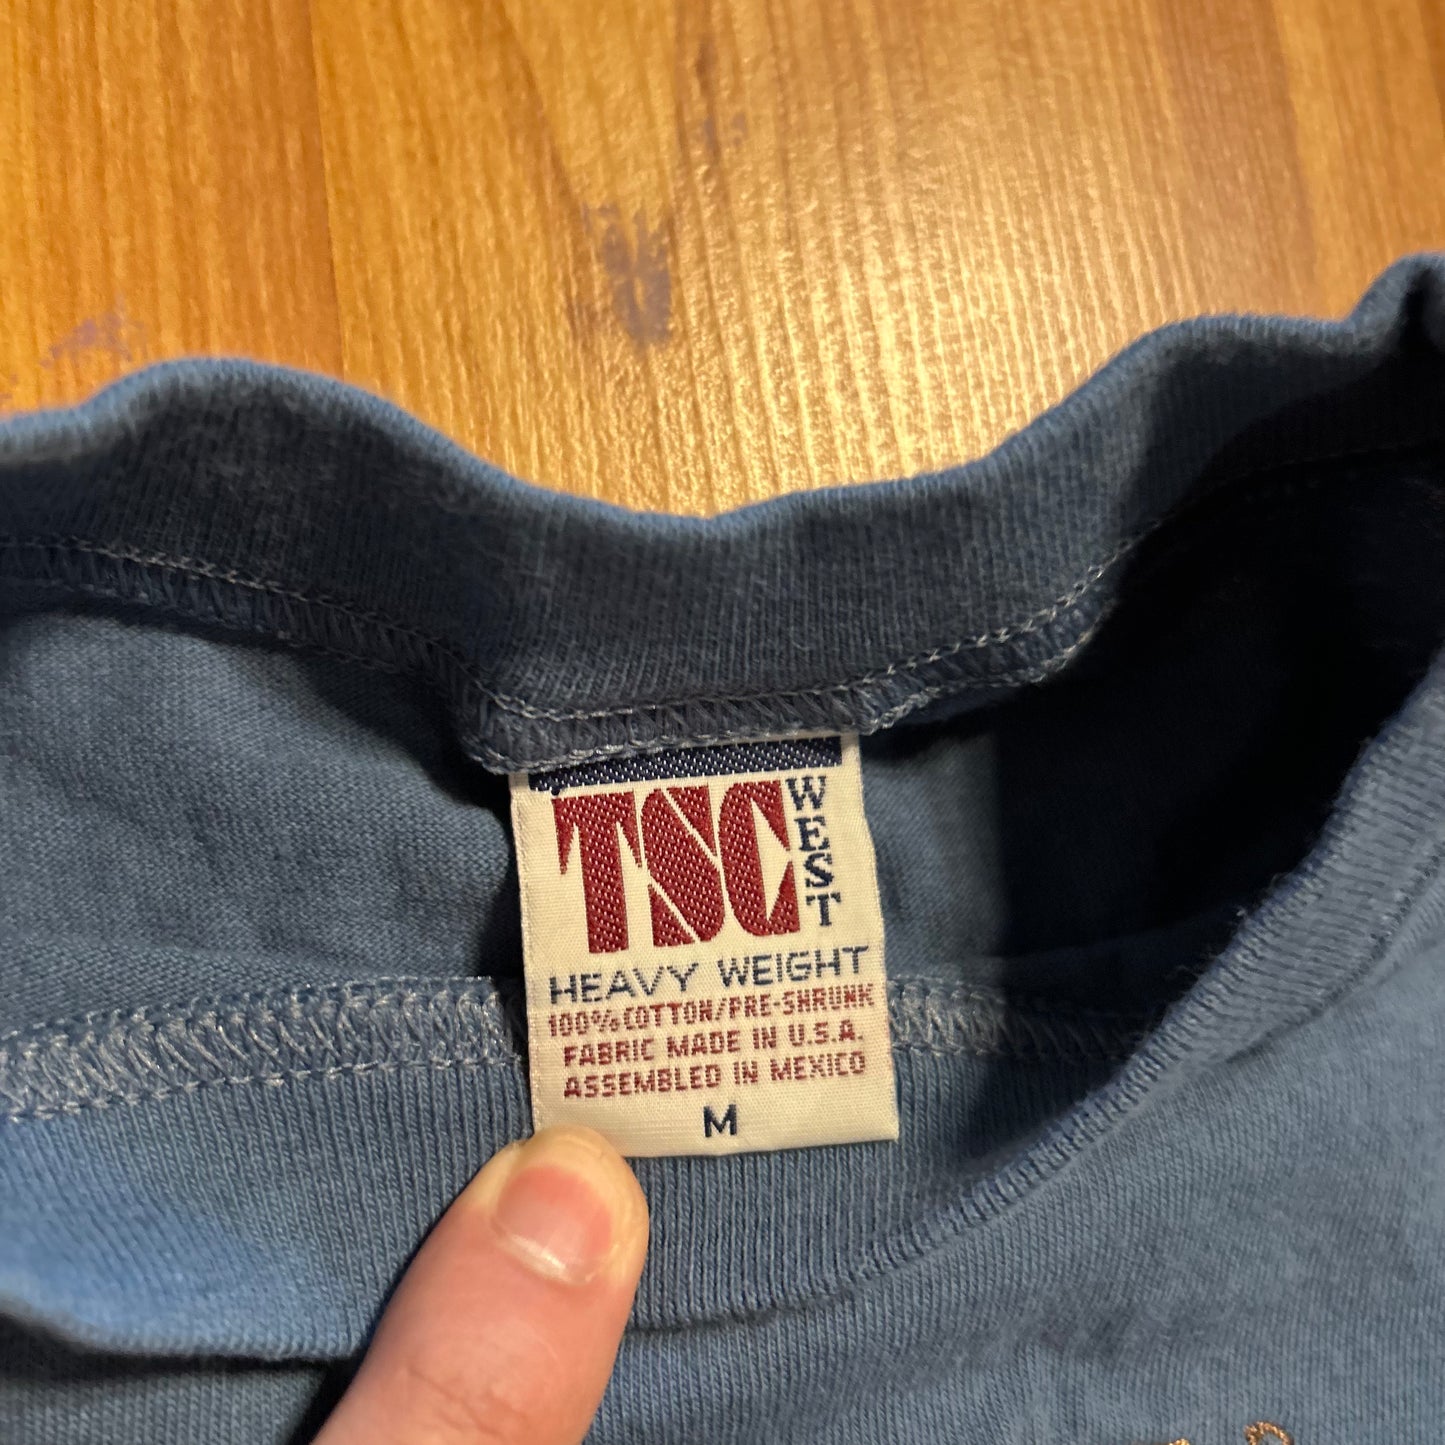 TSC WEST
HEAVY WEIGHT
100% COTTON/PRE-SHRUNK
FABRIC MADE IN U.S.A.
ASSEMBLED IN MEXICO
M